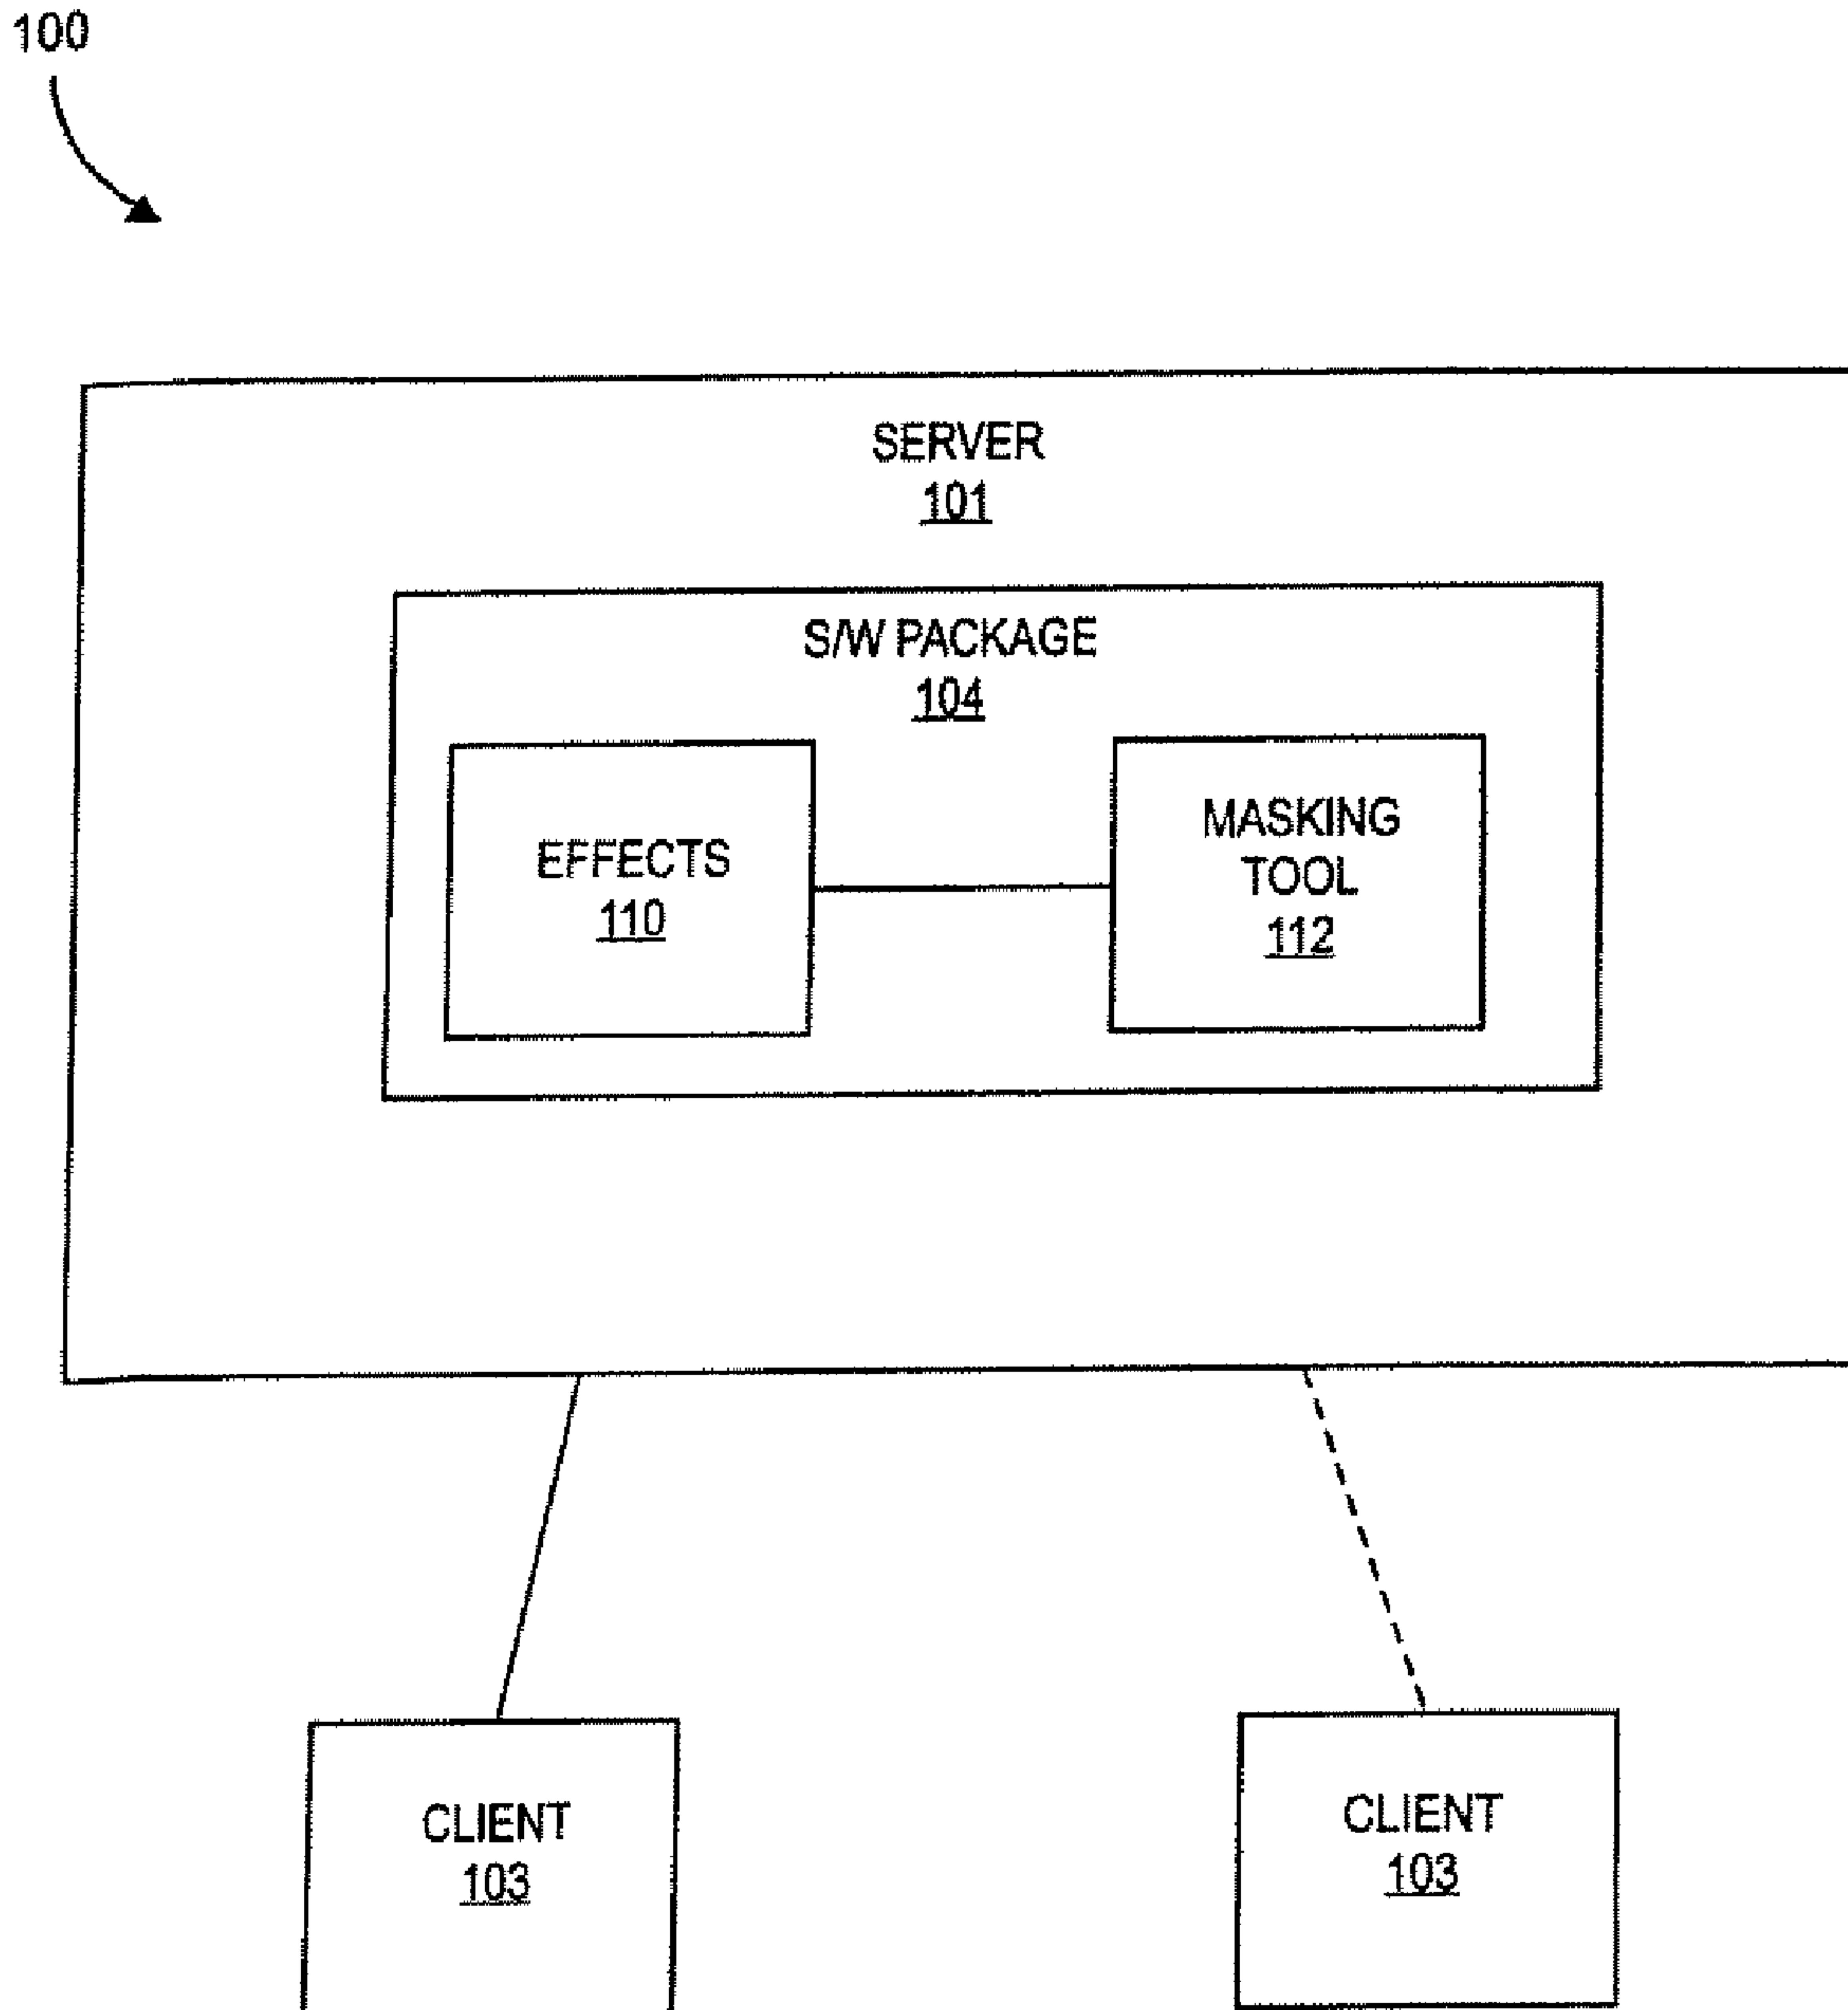 100
SERVER
101
S/W PACKAGE
104
EFFECTS
110
MASKING
TOOL
112
CLIENT
103
CLIENT
103